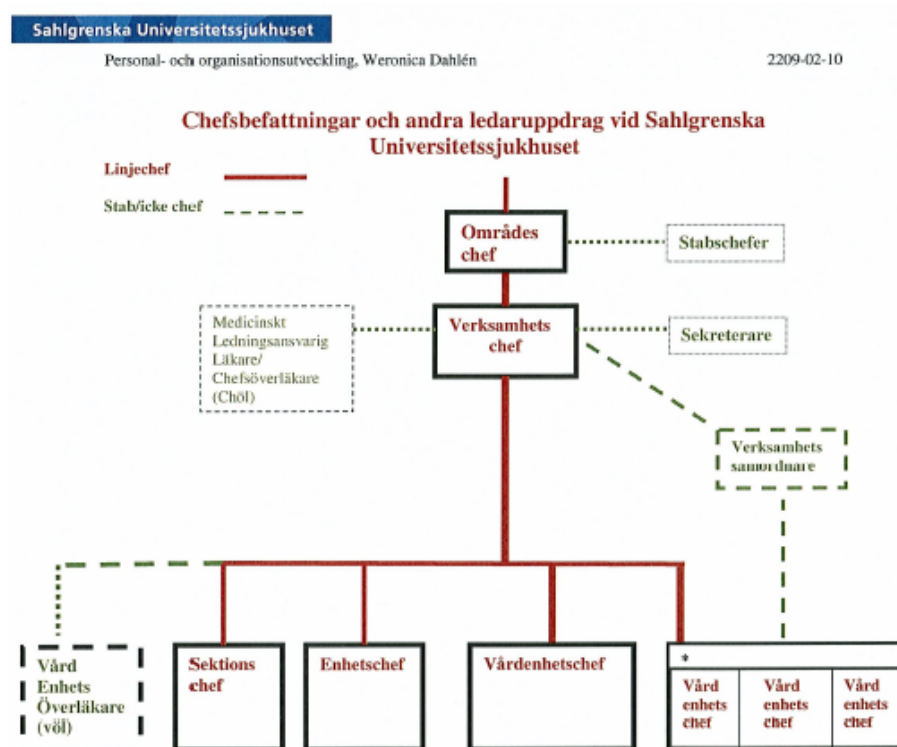 Sahlgrenska Universitetssjukhuset
Personal- och organisationsutveckling, Weronica Dahlén 2209-02-10
Chefsbefattningar och andra ledaruppdrag vid Sahlgrenska
Universitetssjukhuset
Linjechef
Stab/icke chef
Områdes
chef
Stabschefer
Medicinskt
Ledningsansvarig
Läkare/
Chefsöverläkare
(Chöl)
Verksamhets
chef
Sekreterare
Verksamhets
samordnare
Vård
Enhets
Överläkare
(völ)
Sektions
chef
Enhetschef
Vårdenhetschef
*
Vård
enhets
chef
Vård
enhets
chef
Vård
enhets
chef